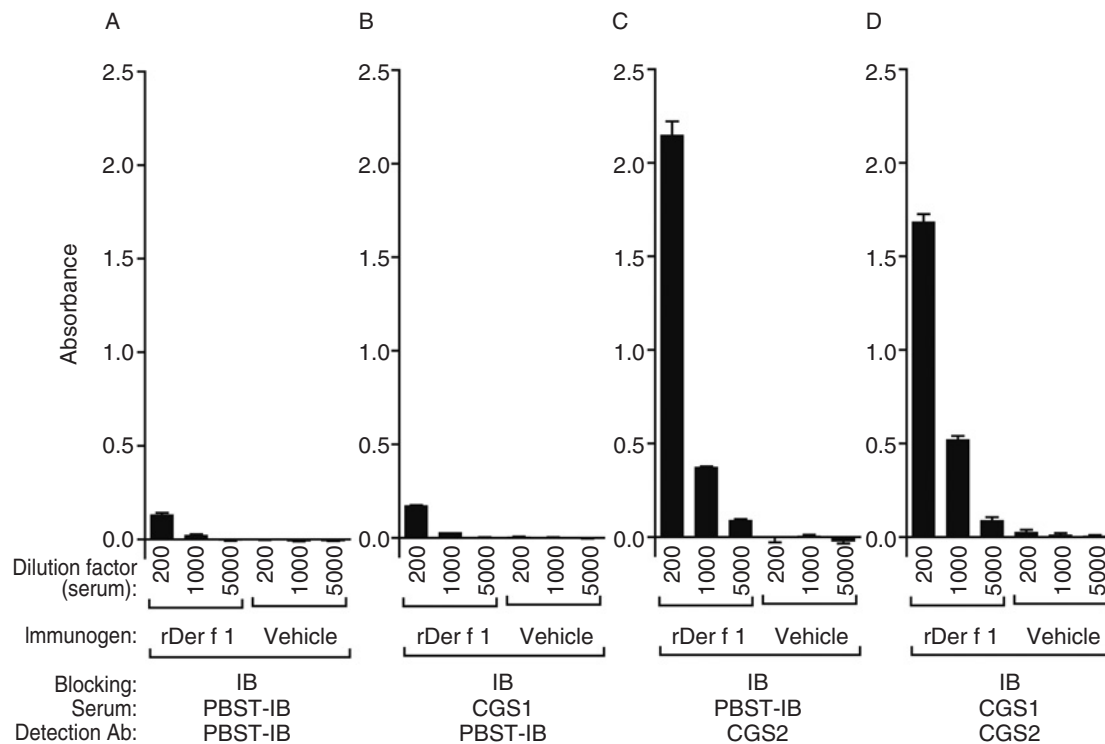 A B C D
2.5 2.5 2.5 2.5
2.0 2.0 2.0 2.0
1.5 1.5 1.5 1.5
Absorbance
1.0 1.0 1.0 1.0
0.5 0.5 0.5 0.5
0.0 0.0 0.0 0.0
Dilution factor (serum): 200 1000 5000 200 1000 5000 200 1000 5000 200 1000 5000 200 1000 5000 200 1000 5000 200 1000 5000 200 1000 5000
Immunogen: rDer f 1 Vehicle rDer f 1 Vehicle rDer f 1 Vehicle rDer f 1 Vehicle
Blocking: IB IB IB IB
Serum: PBST-IB CGS1 PBST-IB CGS1
Detection Ab: PBST-IB PBST-IB CGS2 CGS2